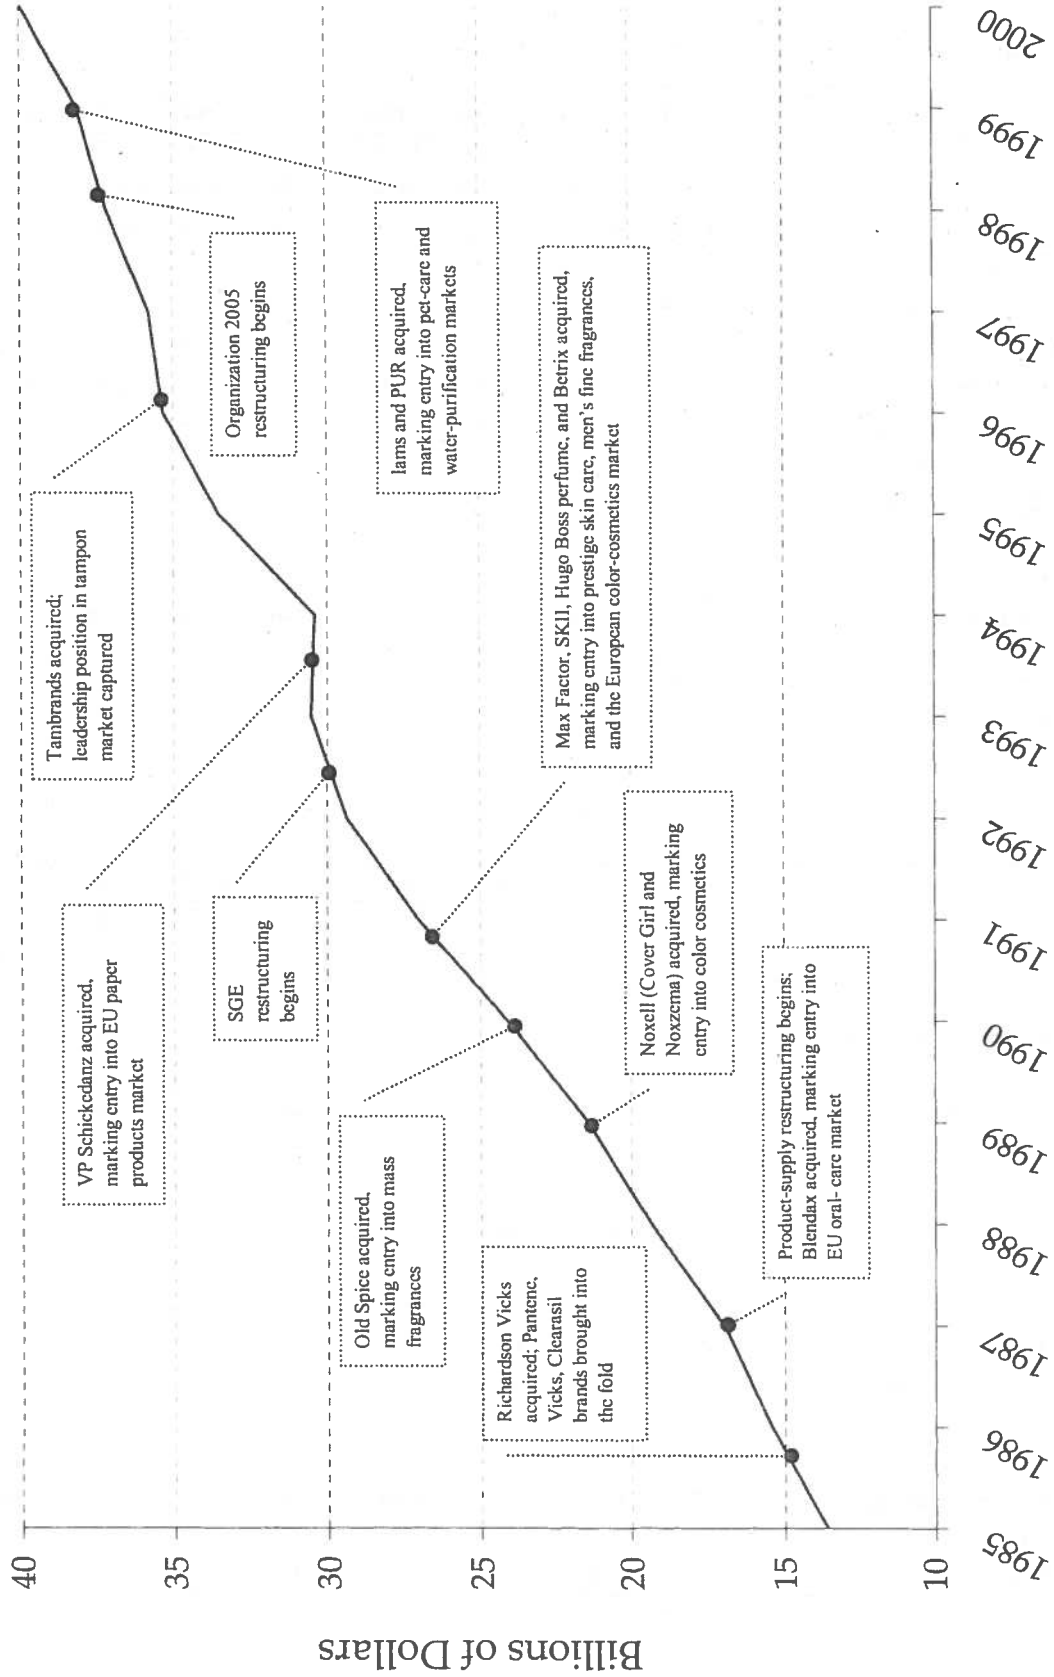 Billions of Dollars
40
35
30
25
20
15
10
1985
1986
1987
1988
1989
1990
1991
1992
1993
1994
1995
1996
1997
1998
1999
2000
VP Schickedanz acquired,
marking entry into EU paper
products market
Tambrands acquired;
leadership position in tampon
market captured
SGE
restructuring
begins
Organization 2005
restructuring begins
Old Spice acquired,
marking entry into mass
fragrances
Iams and PUR acquired,
marking entry into pet-care and
water-purification markets
Richardson Vicks
acquired; Pantene,
Vicks, Clearasil
brands brought into
the fold
Max Factor, SKII, Hugo Boss perfume, and Betrix acquired,
marking entry into prestige skin care, men's fine fragrances,
and the European color-cosmetics market
Noxell (Cover Girl and
Noxzema) acquired, marking
entry into color cosmetics
Product-supply restructuring begins;
Blendax acquired, marking entry into
EU oral- care market